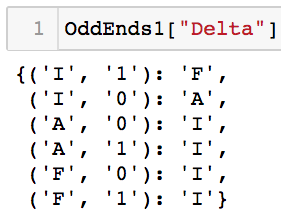 1 OddEnds1["Delta"]
{('I', '1'): 'F',
('I', '0'): 'A',
('A', '0'): 'I',
('A', '1'): 'I',
('F', '0'): 'I',
('F', '1'): 'I'}